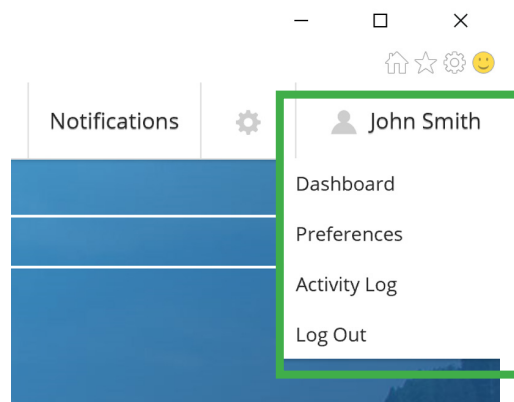 Notifications
John Smith
Dashboard
Preferences
Activity Log
Log Out